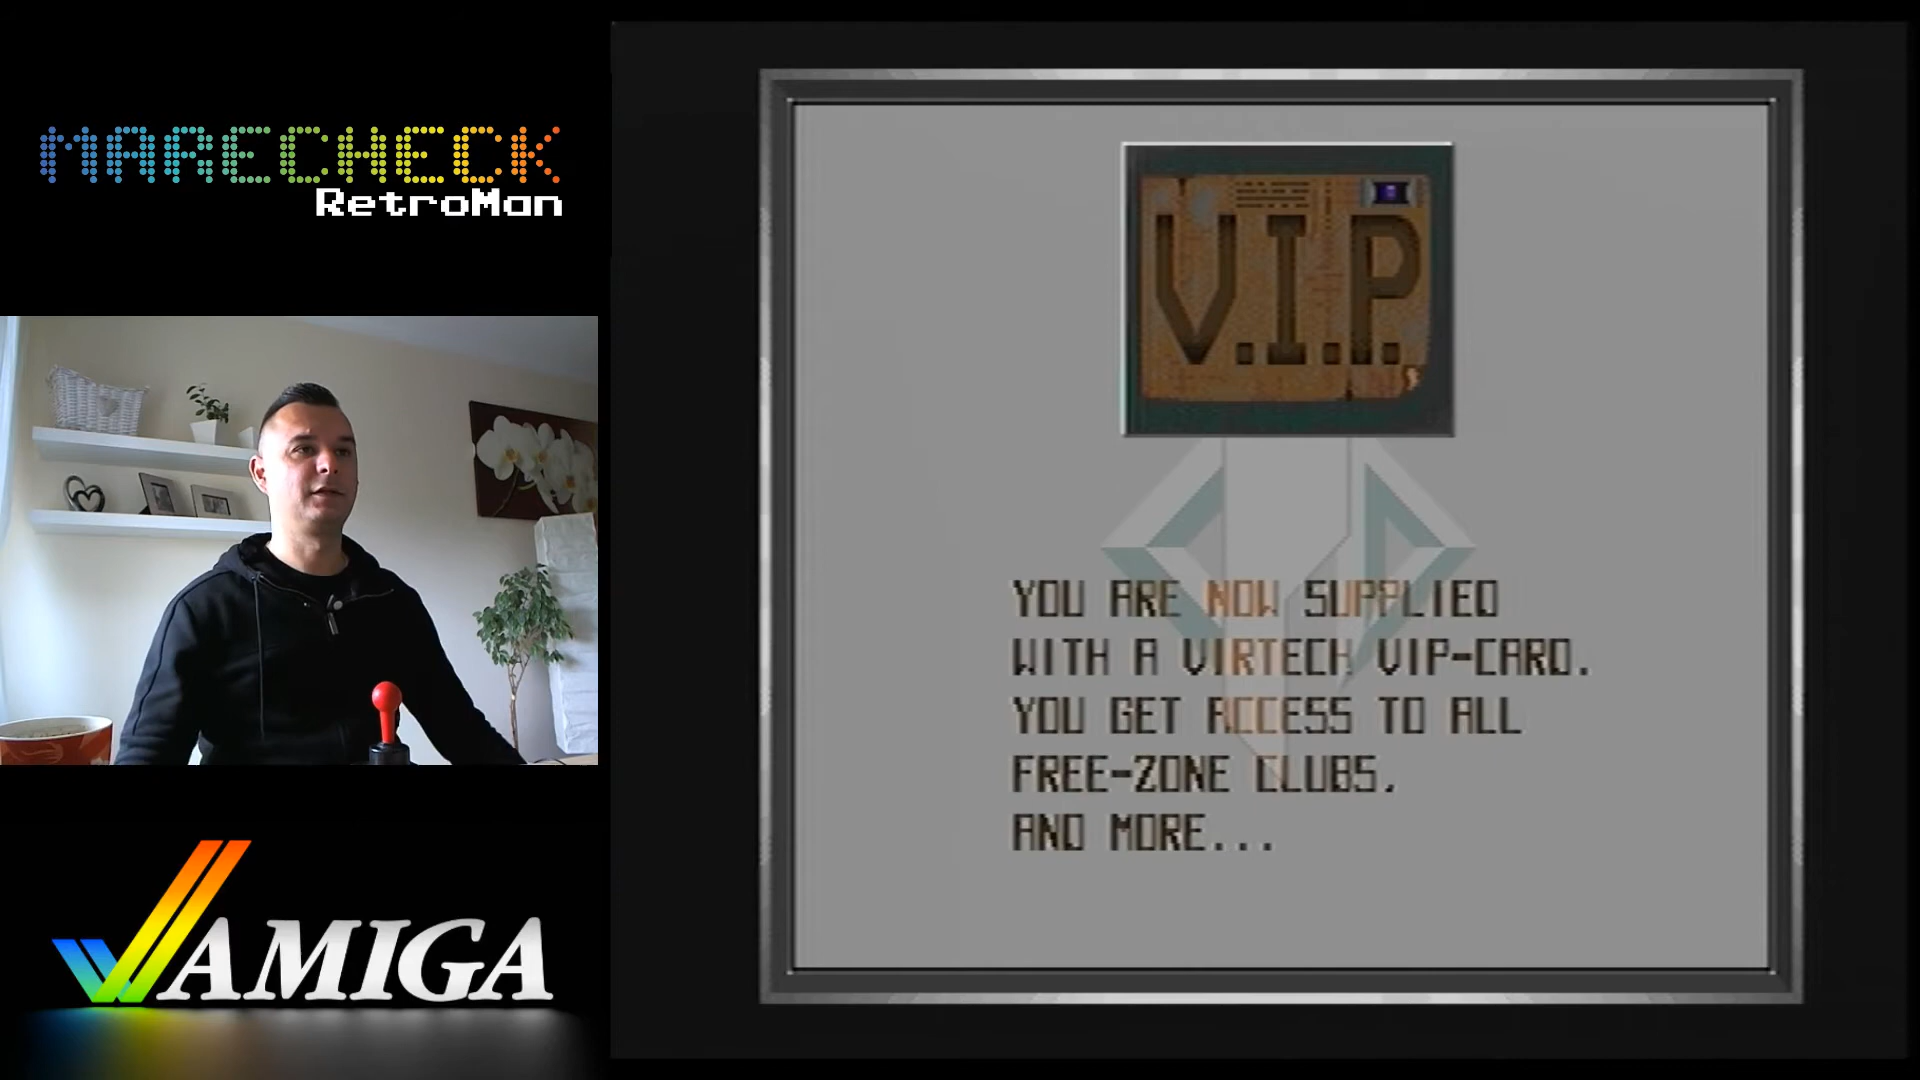 MARECHECK
RetroMan
V.I.P.
YOU ARE NOW SUPPLIED
WITH A VIRTECH VIP-CARD.
YOU GET ACCESS TO ALL
FREE-ZONE CLUBS,
AND MORE...
AMIGA